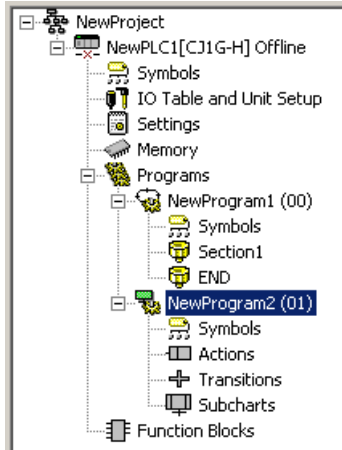 NewProject
NewPLC1[CJ1G-H] Offline
Symbols
IO Table and Unit Setup
Settings
Memory
Programs
NewProgram1 (00)
Symbols
Section1
END
NewProgram2 (01)
Symbols
Actions
Transitions
Subcharts
Function Blocks